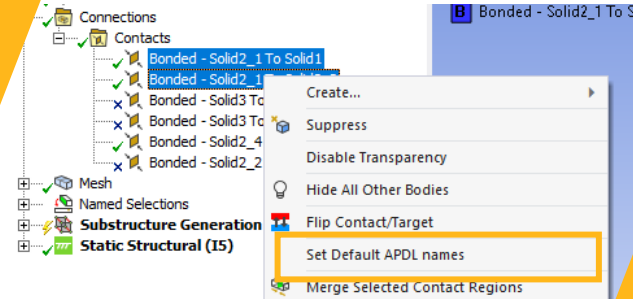 Connections
B Bonded - Solid2_1 To S
Contacts
Bonded - Solid2_1 To Solid1
Bonded - Solid2_1
Bonded - Solid3 To
Bonded - Solid3 To
Bonded - Solid2_4
Bonded - Solid2_2
Mesh
Named Selections
Substructure Generation
Static Structural (I5)
Create...
Suppress
Disable Transparency
Hide All Other Bodies
Flip Contact/Target
Set Default APDL names
Merge Selected Contact Regions